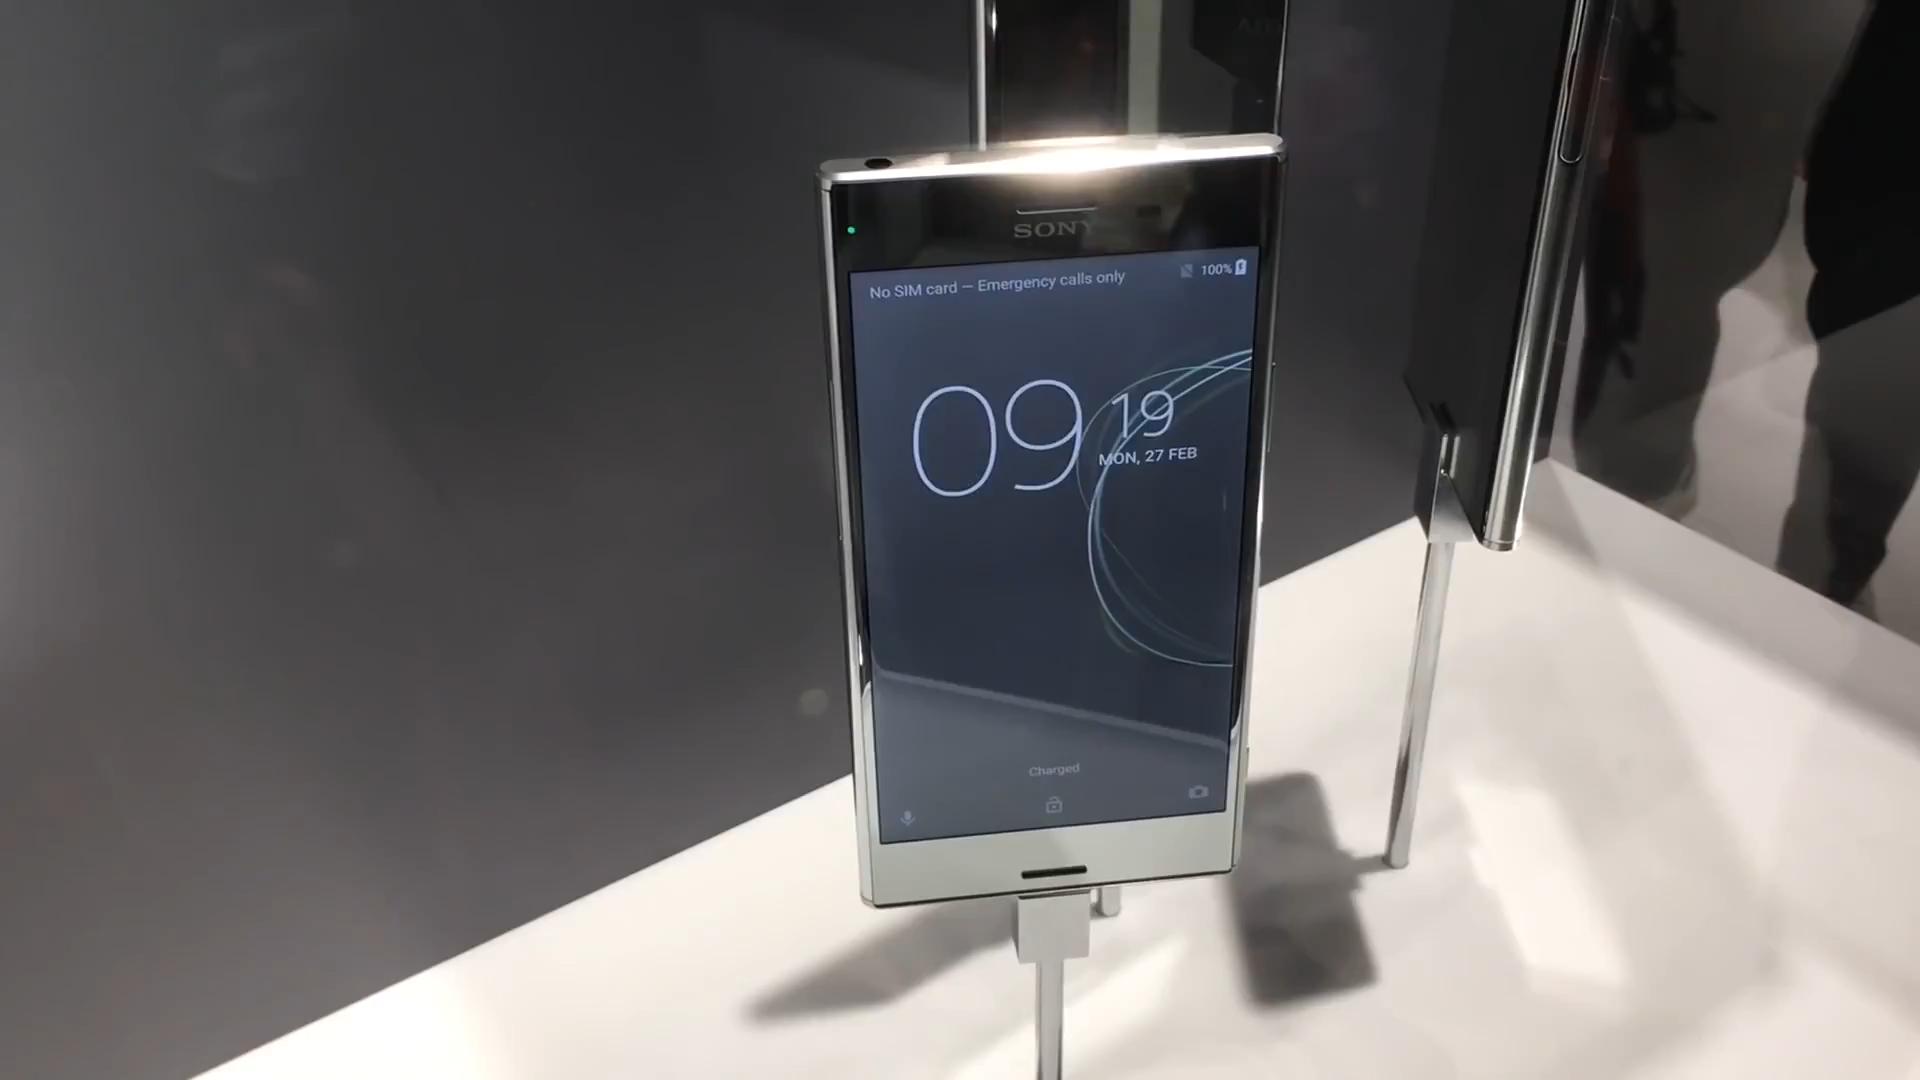 SONY
No SIM card — Emergency calls only
100%
09
19
MON, 27 FEB
Charged